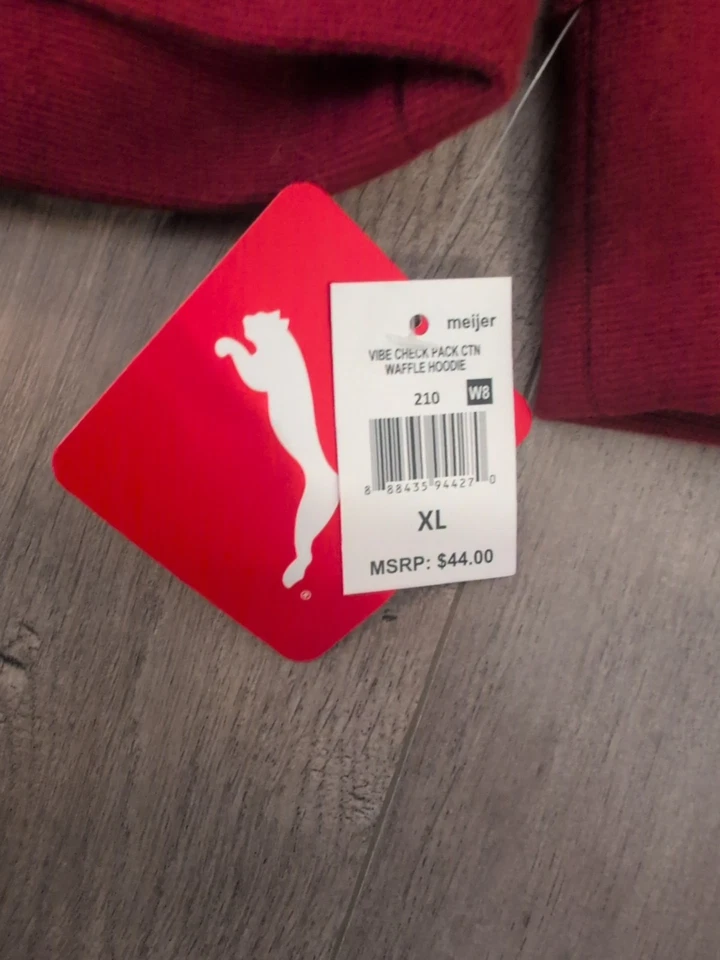 meijer
VIBE CHECK PACK CTN
WAFFLE HOODIE
210 W8
8 88435 94427 0
XL
MSRP: $44.00
®